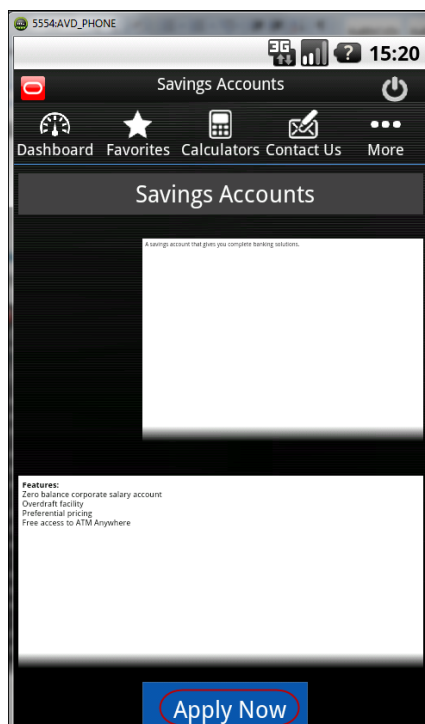 5554:AVD_PHONE
3G ? 15:20
Savings Accounts
Dashboard Favorites Calculators Contact Us More
Savings Accounts
A savings account that gives you complete banking solutions.
Features:
Zero balance corporate salary account
Overdraft facility
Preferential pricing
Free access to ATM Anywhere
Apply Now